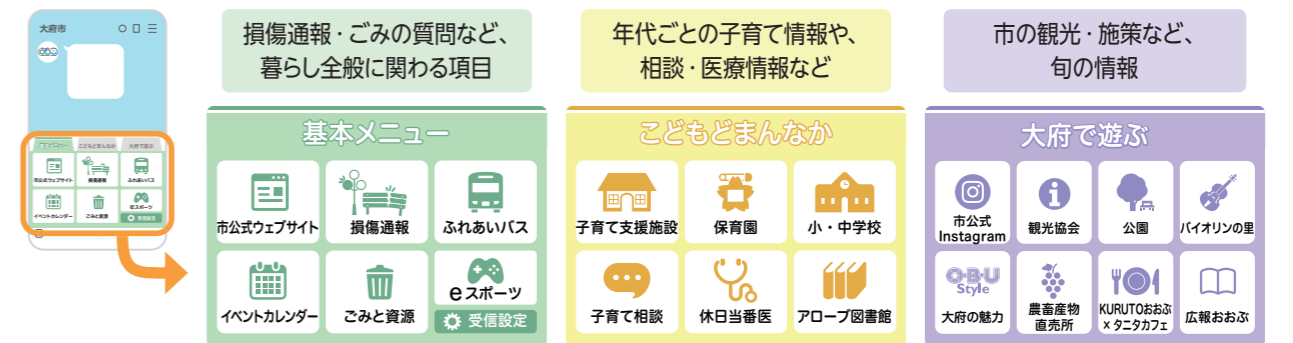 大府市
基本メニュー
こどもどまんなか
大府で遊ぶ
市公式ウェブサイト
損傷通報
ふれあいバス
イベントカレンダー
ごみと資源
eスポーツ
受信設定
損傷通報・ごみの質問など、
暮らし全般に関わる項目
基本メニュー
市公式ウェブサイト
損傷通報
ふれあいバス
イベントカレンダー
ごみと資源
eスポーツ
受信設定
年代ごとの子育て情報や、
相談・医療情報など
こどもどまんなか
子育て支援施設
保育園
小・中学校
子育て相談
休日当番医
アローブ図書館
市の観光・施策など、
旬の情報
大府で遊ぶ
市公式
Instagram
観光協会
公園
バイオリンの里
O・B・U
Style
大府の魅力
農畜産物
直売所
KURUTOおおぶ
×タニタカフェ
広報おおぶ